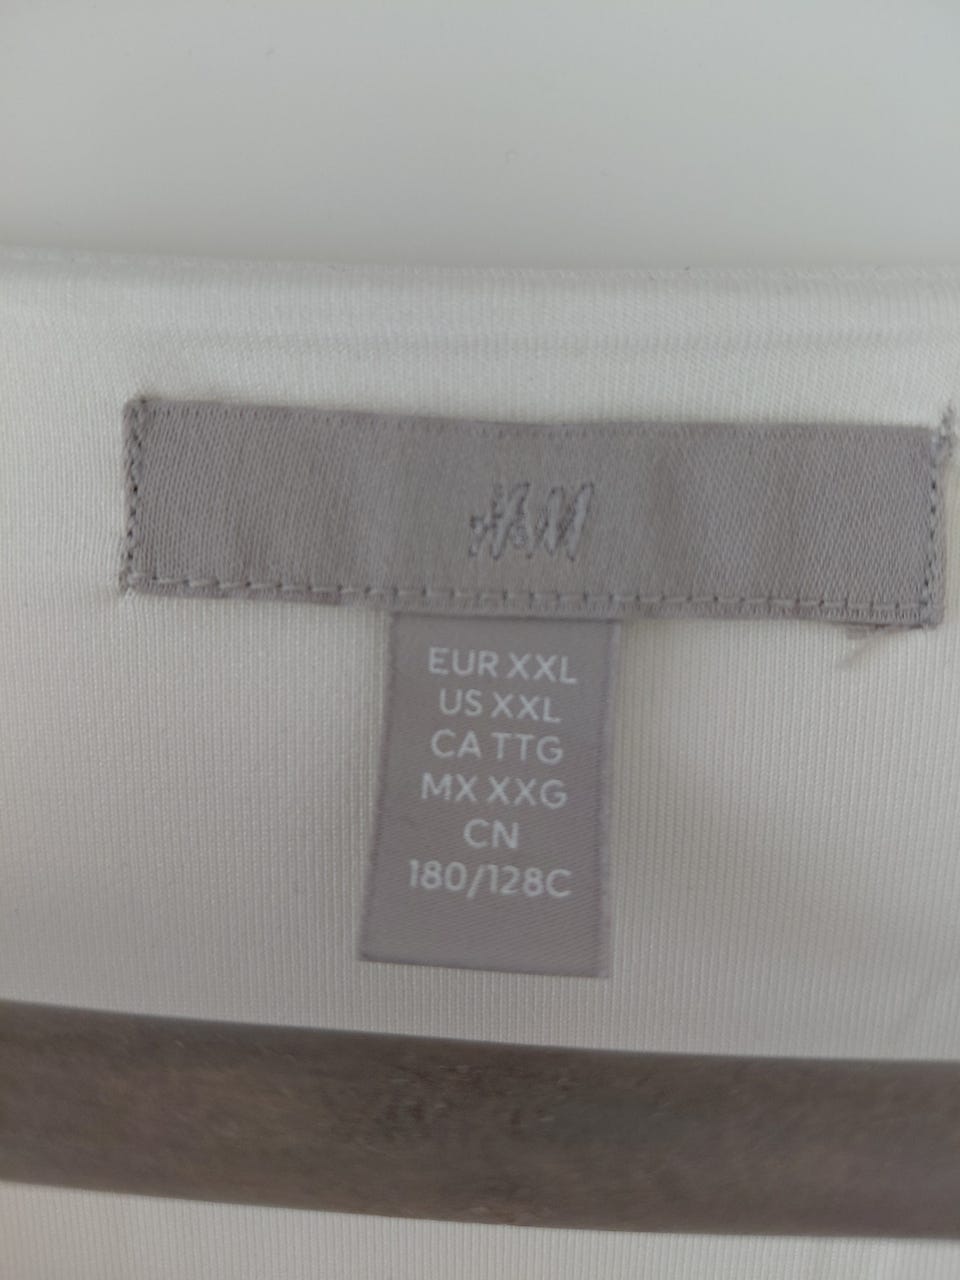 H&M
EUR XXL
US XXL
CA TTG
MX XXG
CN
180/128C